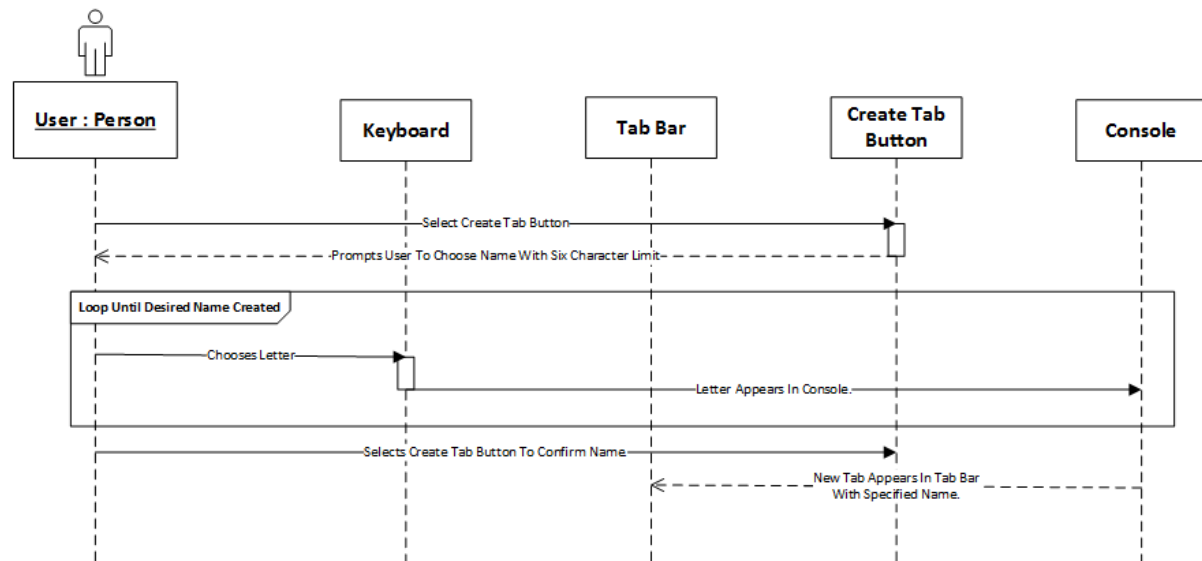 User : Person
Keyboard
Tab Bar
Create Tab
Button
Console
Select Create Tab Button
Prompts User To Choose Name With Six Character Limit
Loop Until Desired Name Created
Chooses Letter
Letter Appears In Console.
Selects Create Tab Button To Confirm Name.
New Tab Appears In Tab Bar
With Specified Name.